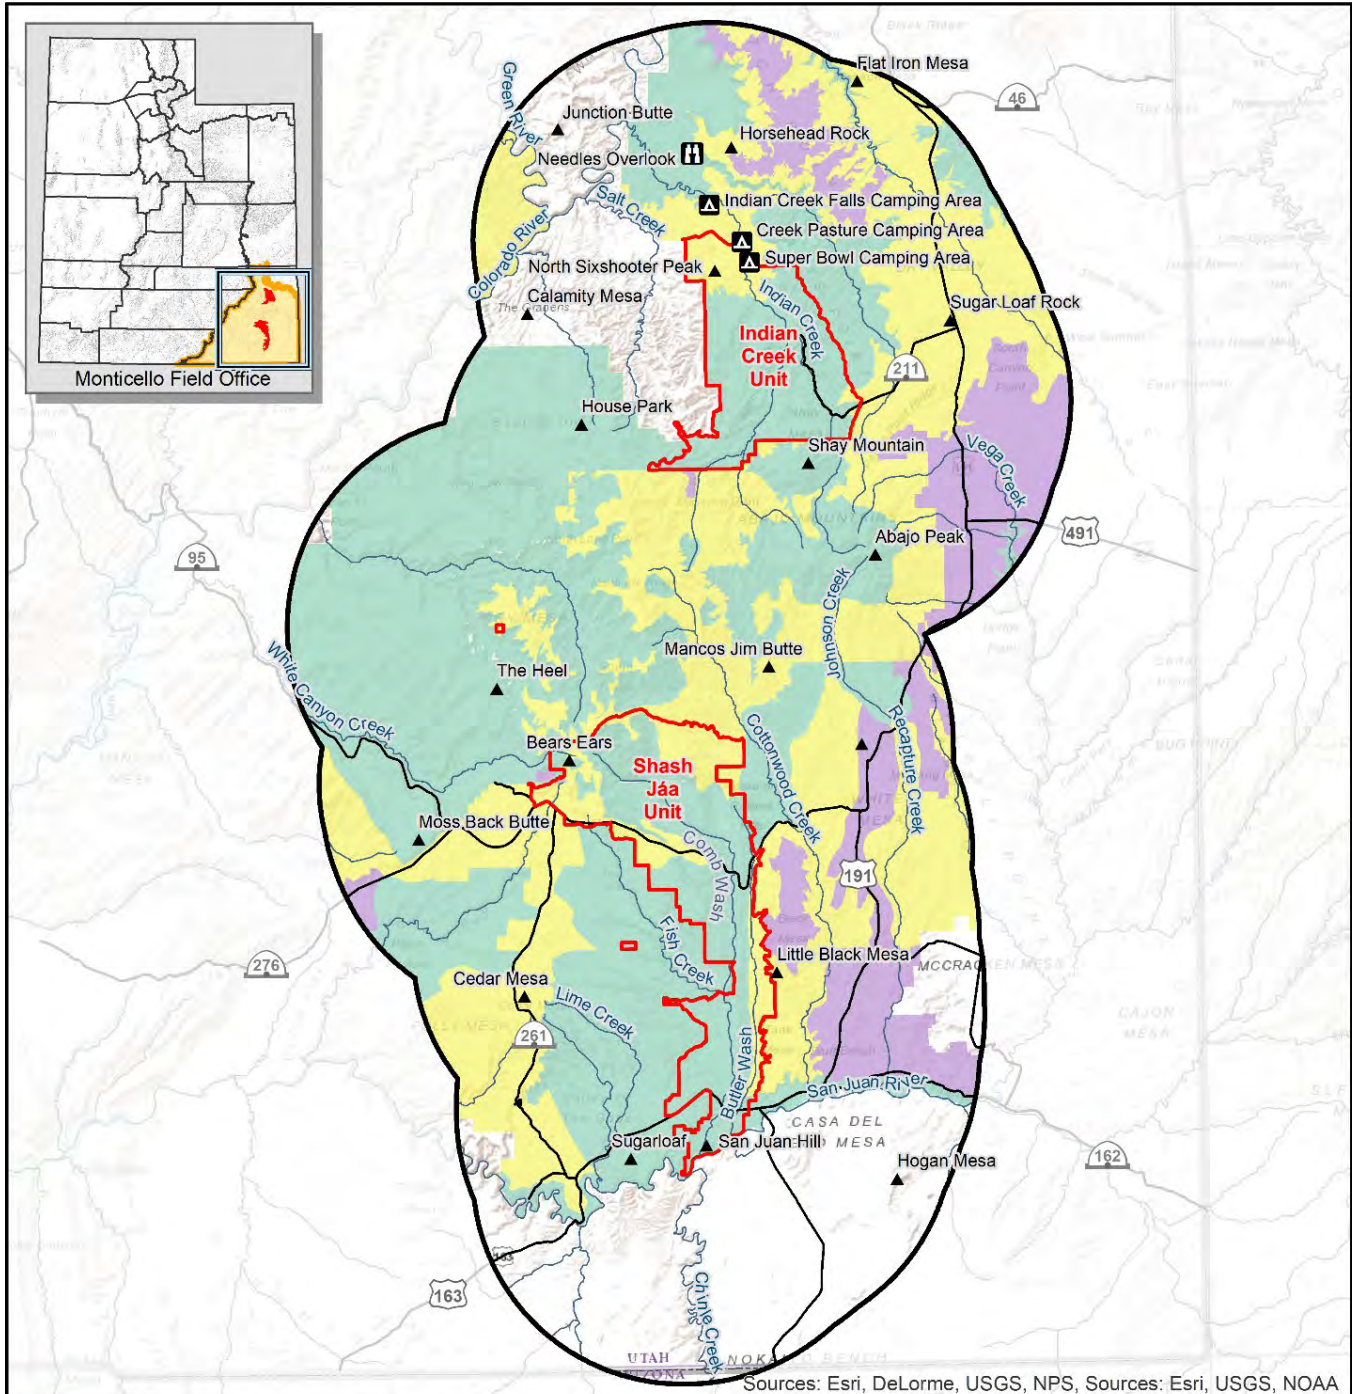 Monticello Field Office
Flat Iron Mesa
46
Green River
Junction Butte
Horsehead Rock
Needles Overlook
Salt Creek
Indian Creek Falls Camping Area
Creek Pasture Camping Area
Colorado River
Super Bowl Camping Area
North Sixshooter Peak
Indian Creek
Calamity Mesa
Sugar Loaf Rock
Indian
Creek
Unit
211
House Park
Shay Mountain
Vega Creek
491
95
Abajo Peak
Johnson Creek
Mancos Jim Butte
The Heel
White Canyon Creek
Recapture Creek
Cottonwood Creek
Bears Ears
Shash
Jáa
Unit
Moss Back Butte
Comb Wash
191
Fish Creek
276
Little Black Mesa
Cedar Mesa
Lime Creek
261
MCCRACKEN MESA
CAJON
MESA
Butler Wash
San Juan River
CASA DEL
MESA
Sugarloaf
San Juan Hill
162
Hogan Mesa
163
Chinle Creek
UTAH
Sources: Esri, DeLorme, USGS, NPS, Sources: Esri, USGS, NOAA